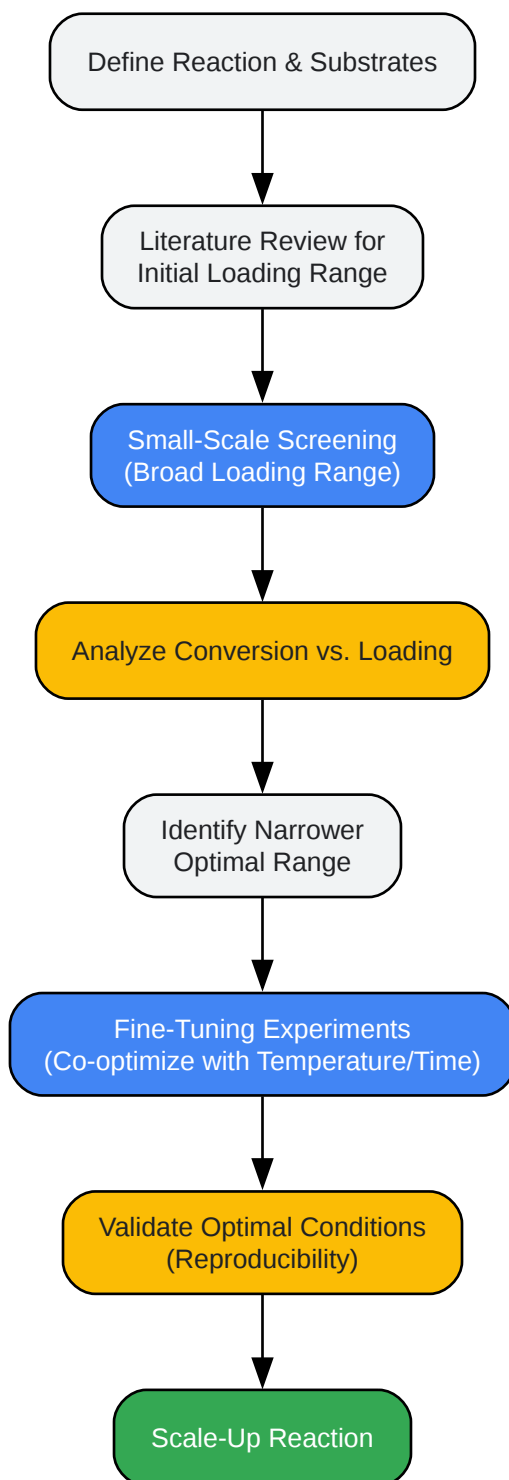 Define Reaction & Substrates
Literature Review for
Initial Loading Range
Small-Scale Screening
(Broad Loading Range)
Analyze Conversion vs. Loading
Identify Narrower
Optimal Range
Fine-Tuning Experiments
(Co-optimize with Temperature/Time)
Validate Optimal Conditions
(Reproducibility)
Scale-Up Reaction